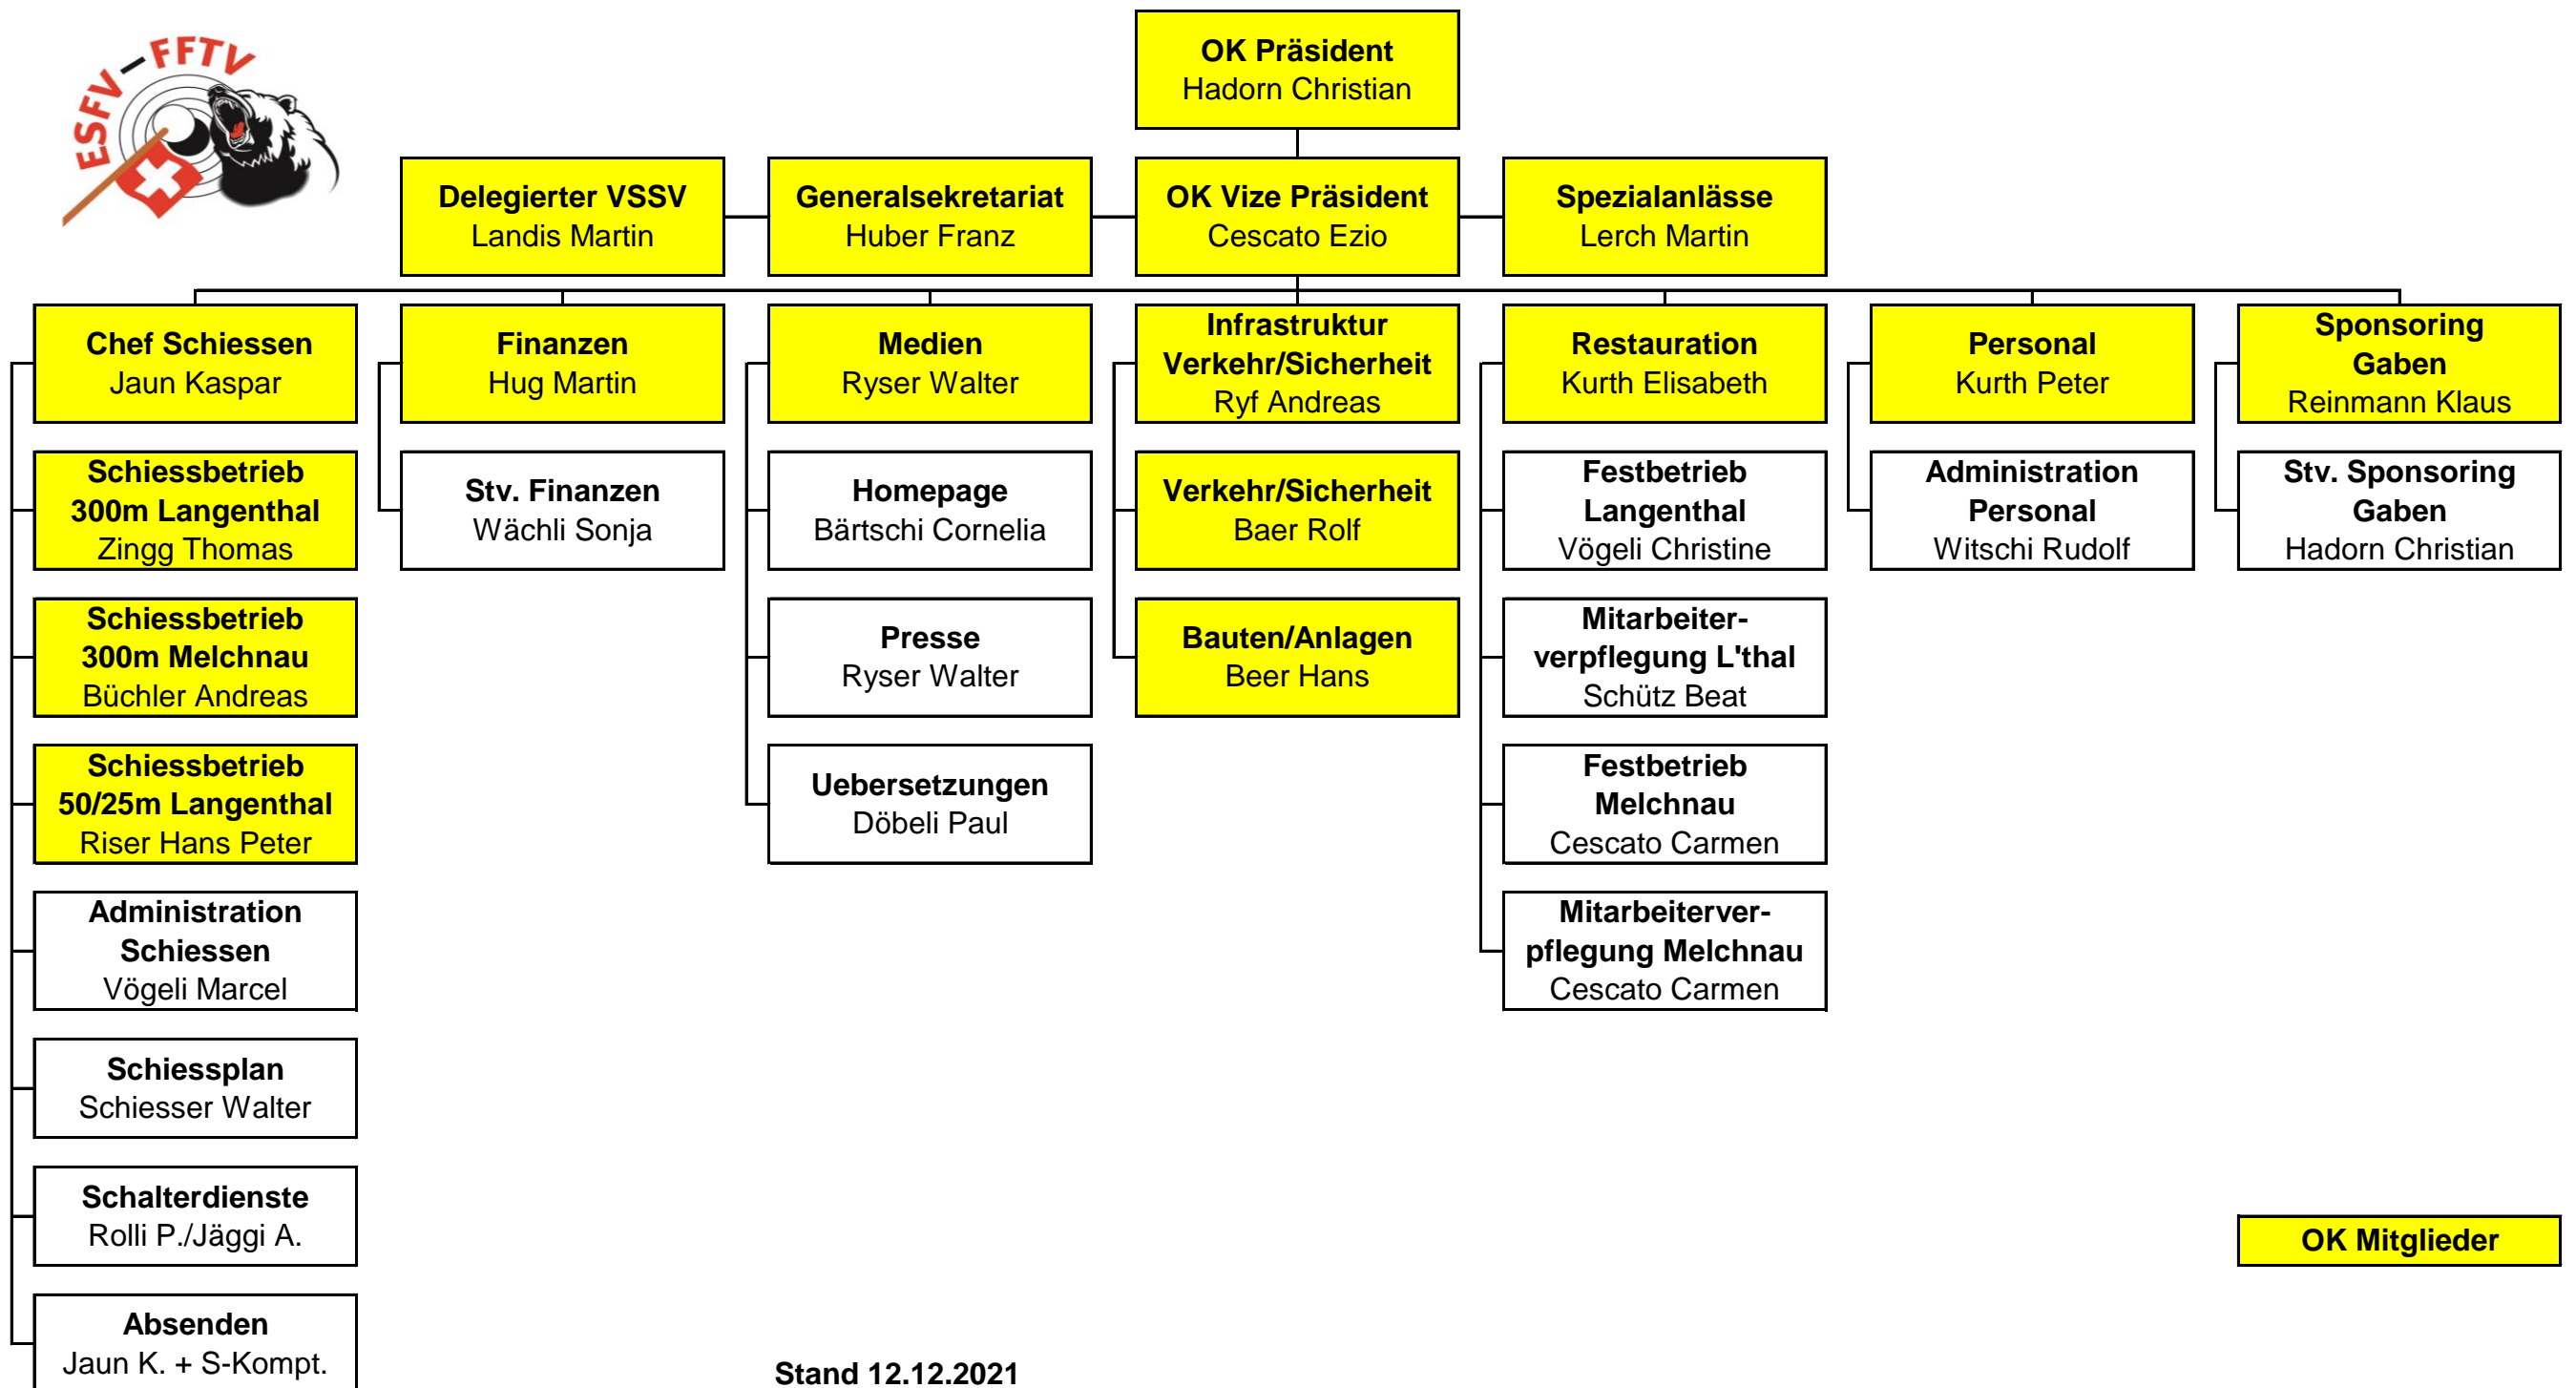 ESFV–FFTV
OK Präsident
Hadorn Christian
Delegierter VSSV
Landis Martin
Generalsekretariat
Huber Franz
OK Vize Präsident
Cescato Ezio
Spezialanlässe
Lerch Martin
Chef Schiessen
Jaun Kaspar
Finanzen
Hug Martin
Medien
Ryser Walter
Infrastruktur
Verkehr/Sicherheit
Ryf Andreas
Restauration
Kurth Elisabeth
Personal
Kurth Peter
Sponsoring
Gaben
Reinmann Klaus
Schiessbetrieb
300m Langenthal
Zingg Thomas
Stv. Finanzen
Wächli Sonja
Homepage
Bärtschi Cornelia
Verkehr/Sicherheit
Baer Rolf
Festbetrieb
Langenthal
Vögeli Christine
Administration
Personal
Witschi Rudolf
Stv. Sponsoring
Gaben
Hadorn Christian
Schiessbetrieb
300m Melchnau
Büchler Andreas
Presse
Ryser Walter
Bauten/Anlagen
Beer Hans
Mitarbeiter-
verpflegung L'thal
Schütz Beat
Schiessbetrieb
50/25m Langenthal
Riser Hans Peter
Uebersetzungen
Döbeli Paul
Festbetrieb
Melchnau
Cescato Carmen
Administration
Schiessen
Vögeli Marcel
Mitarbeiterver-
pflegung Melchnau
Cescato Carmen
Schiessplan
Schiesser Walter
Schalterdienste
Rolli P./Jäggi A.
OK Mitglieder
Absenden
Jaun K. + S-Kompt.
Stand 12.12.2021